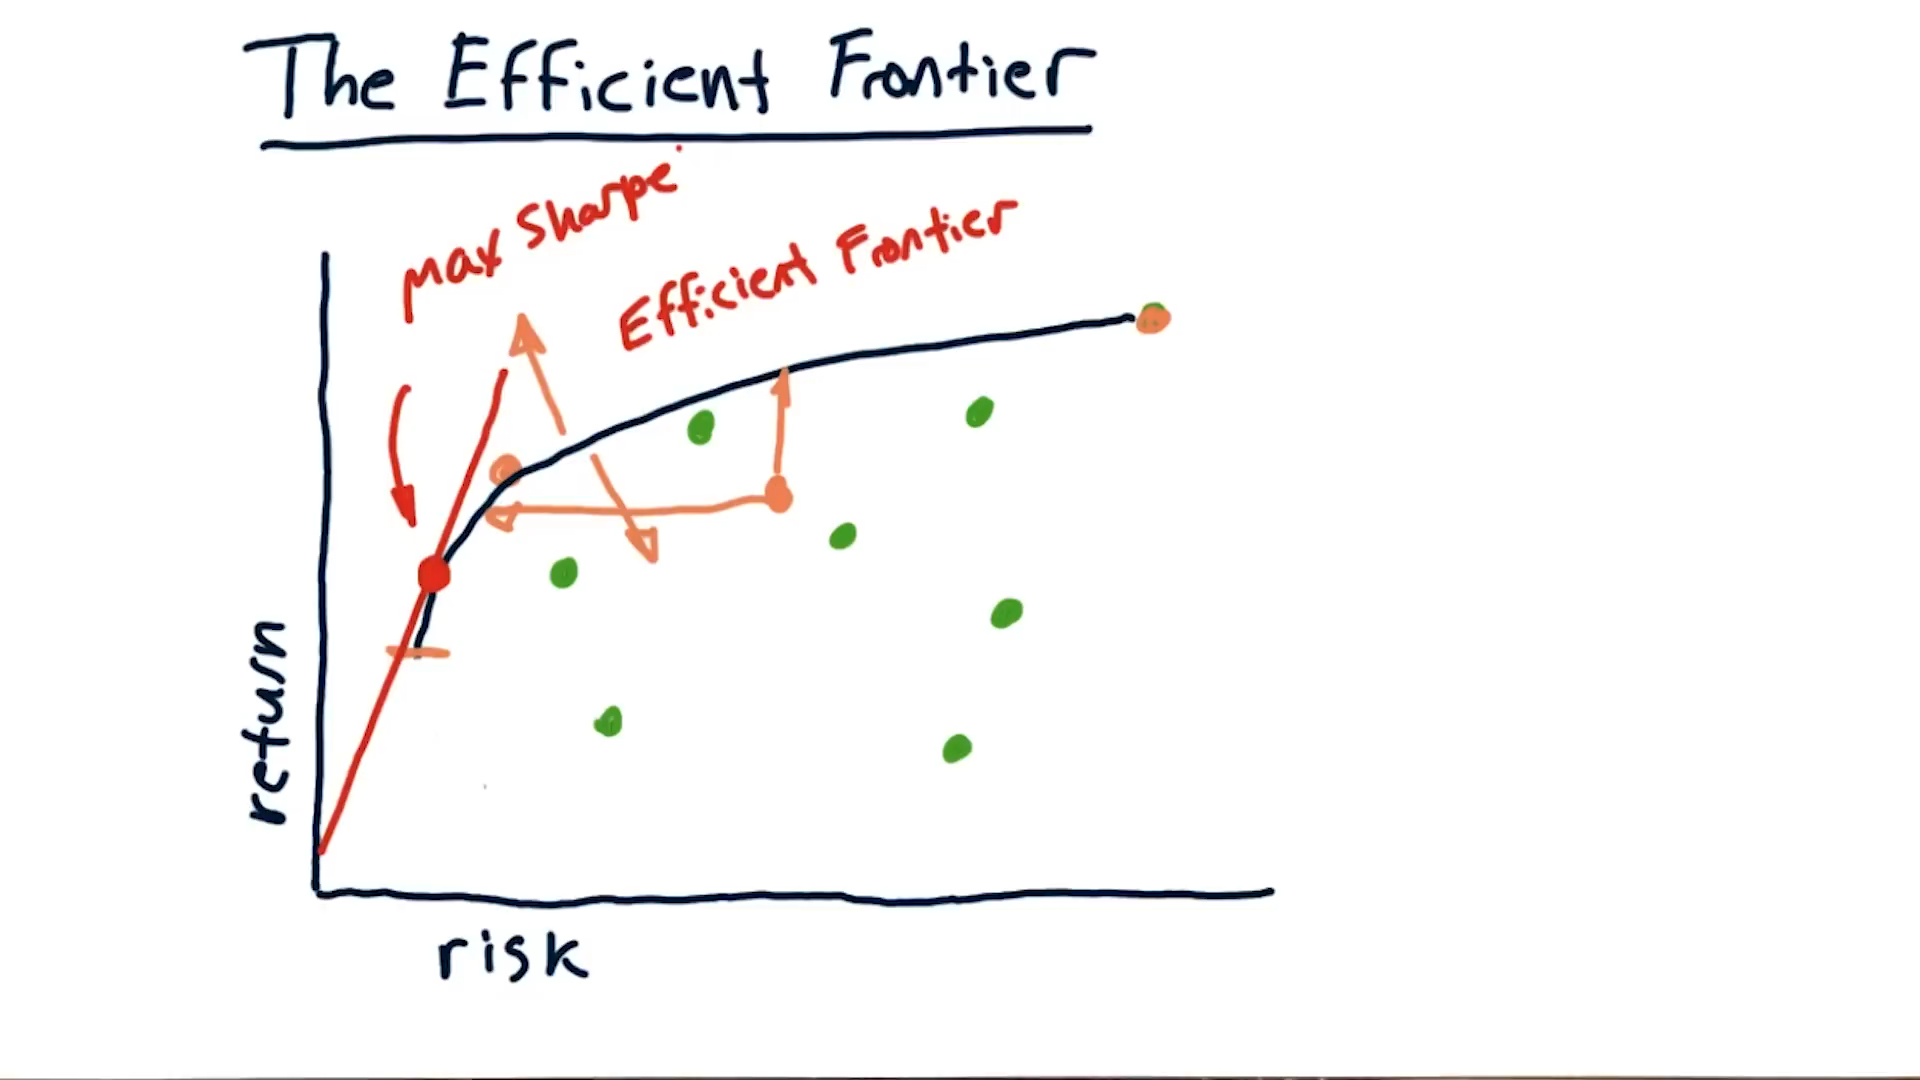 The Efficient Frontier
max Sharpe
Efficient Frontier
return
risk